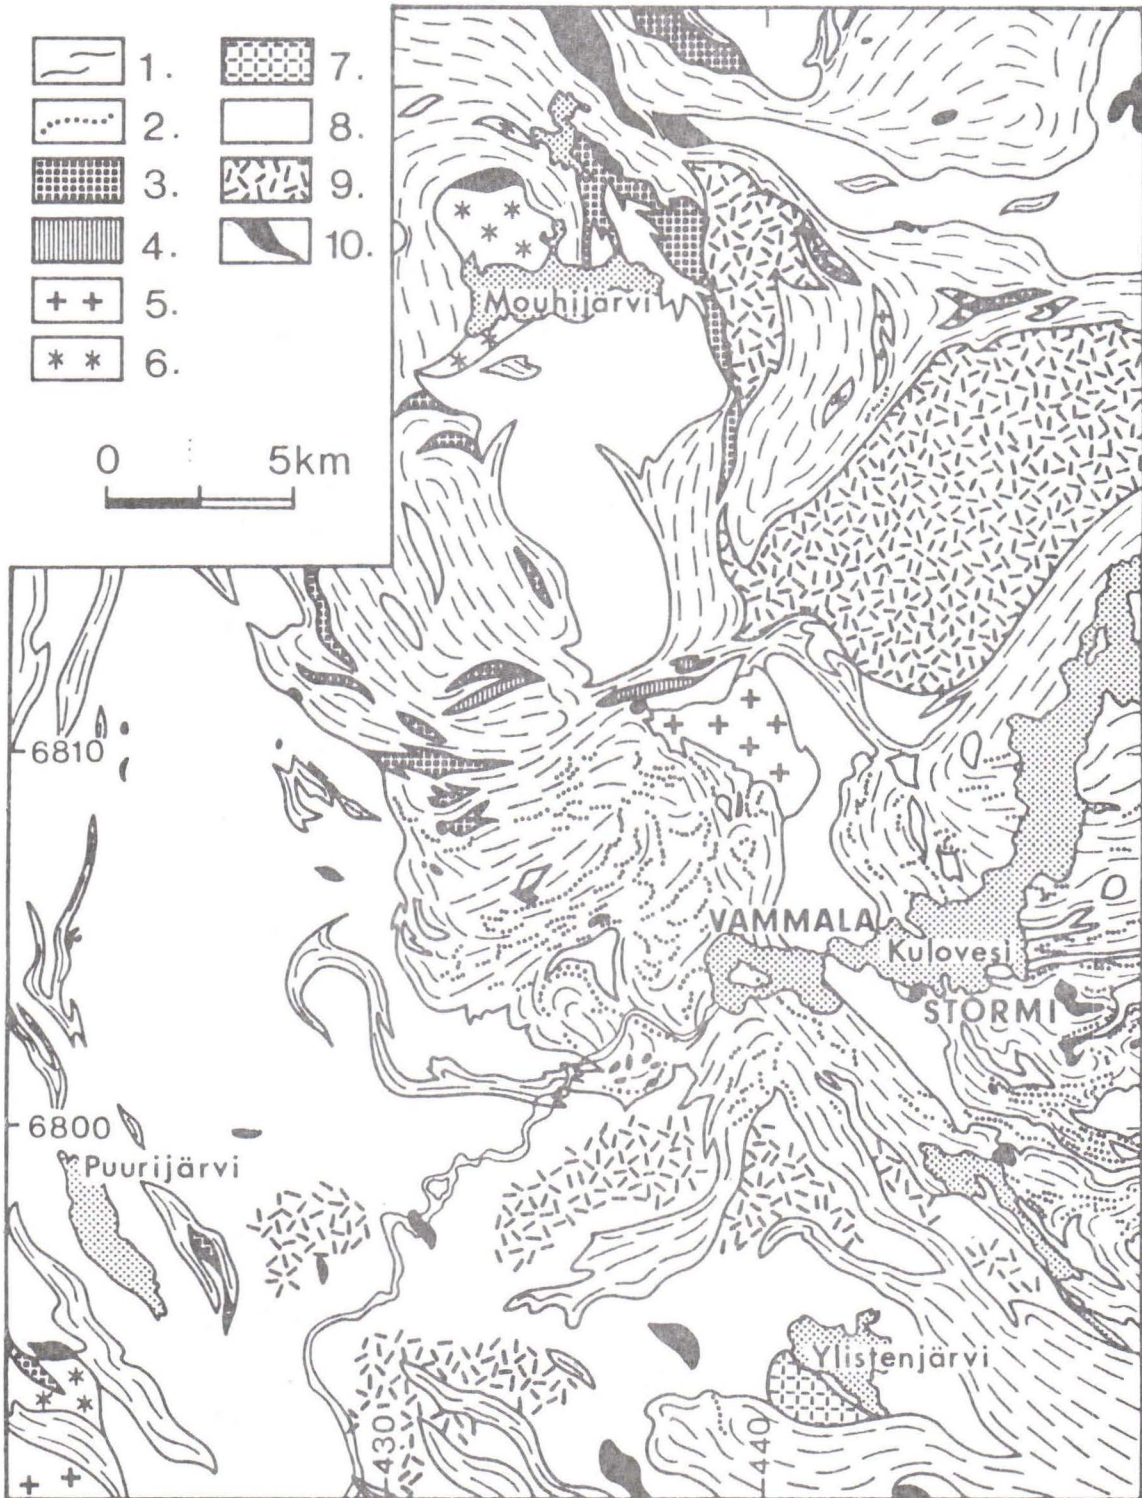 1.
2.
3.
4.
5.
6.
7.
8.
9.
10.
0 5km
Mouhijärvi
6810
VAMMALA
Kulovesi
STORMI
6800
Puurijärvi
Ylistenjärvi
430
440